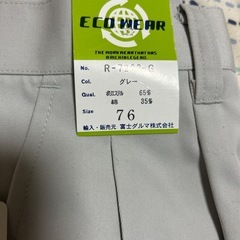 ECO WEAR
No. R-7
Col. グレー
Qual. ポリエステル 65%
綿 35%
Size 76
輸入・販売元 富士ダルマ株式会社